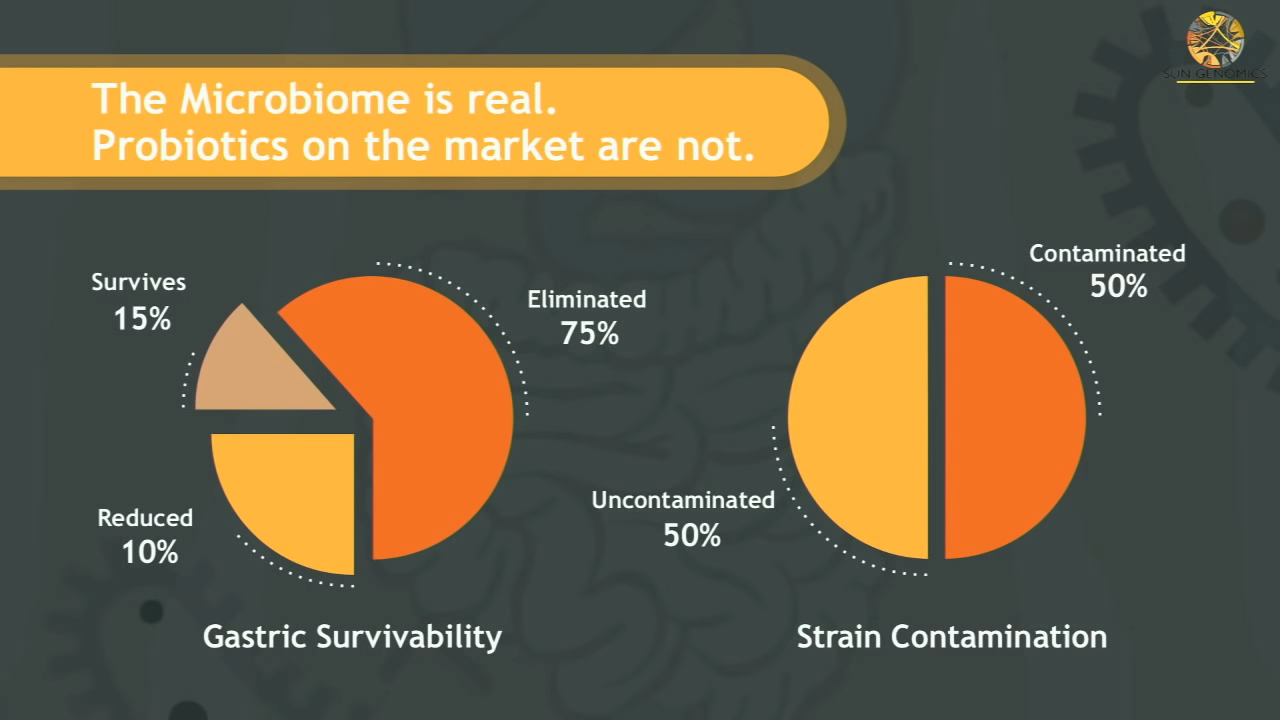 SUN GENOMICS
The Microbiome is real.
Probiotics on the market are not.
Survives
15%
Eliminated
75%
Reduced
10%
Gastric Survivability
Contaminated
50%
Uncontaminated
50%
Strain Contamination